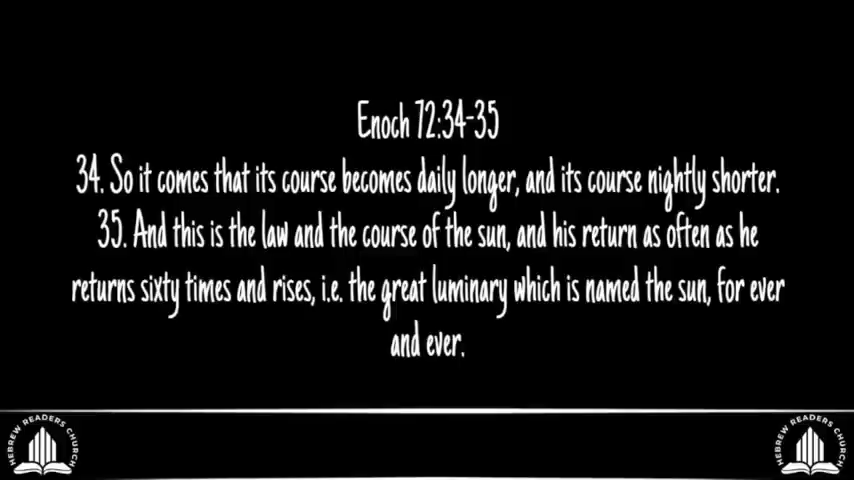 Enoch 72:34-35
34. So it comes that its course becomes daily longer, and its course nightly shorter.
35. And this is the law and the course of the sun, and his return as often as he
returns sixty times and rises, i.e. the great luminary which is named the sun, for ever
and ever.
HEBREW READERS CHURCH
HEBREW READERS CHURCH